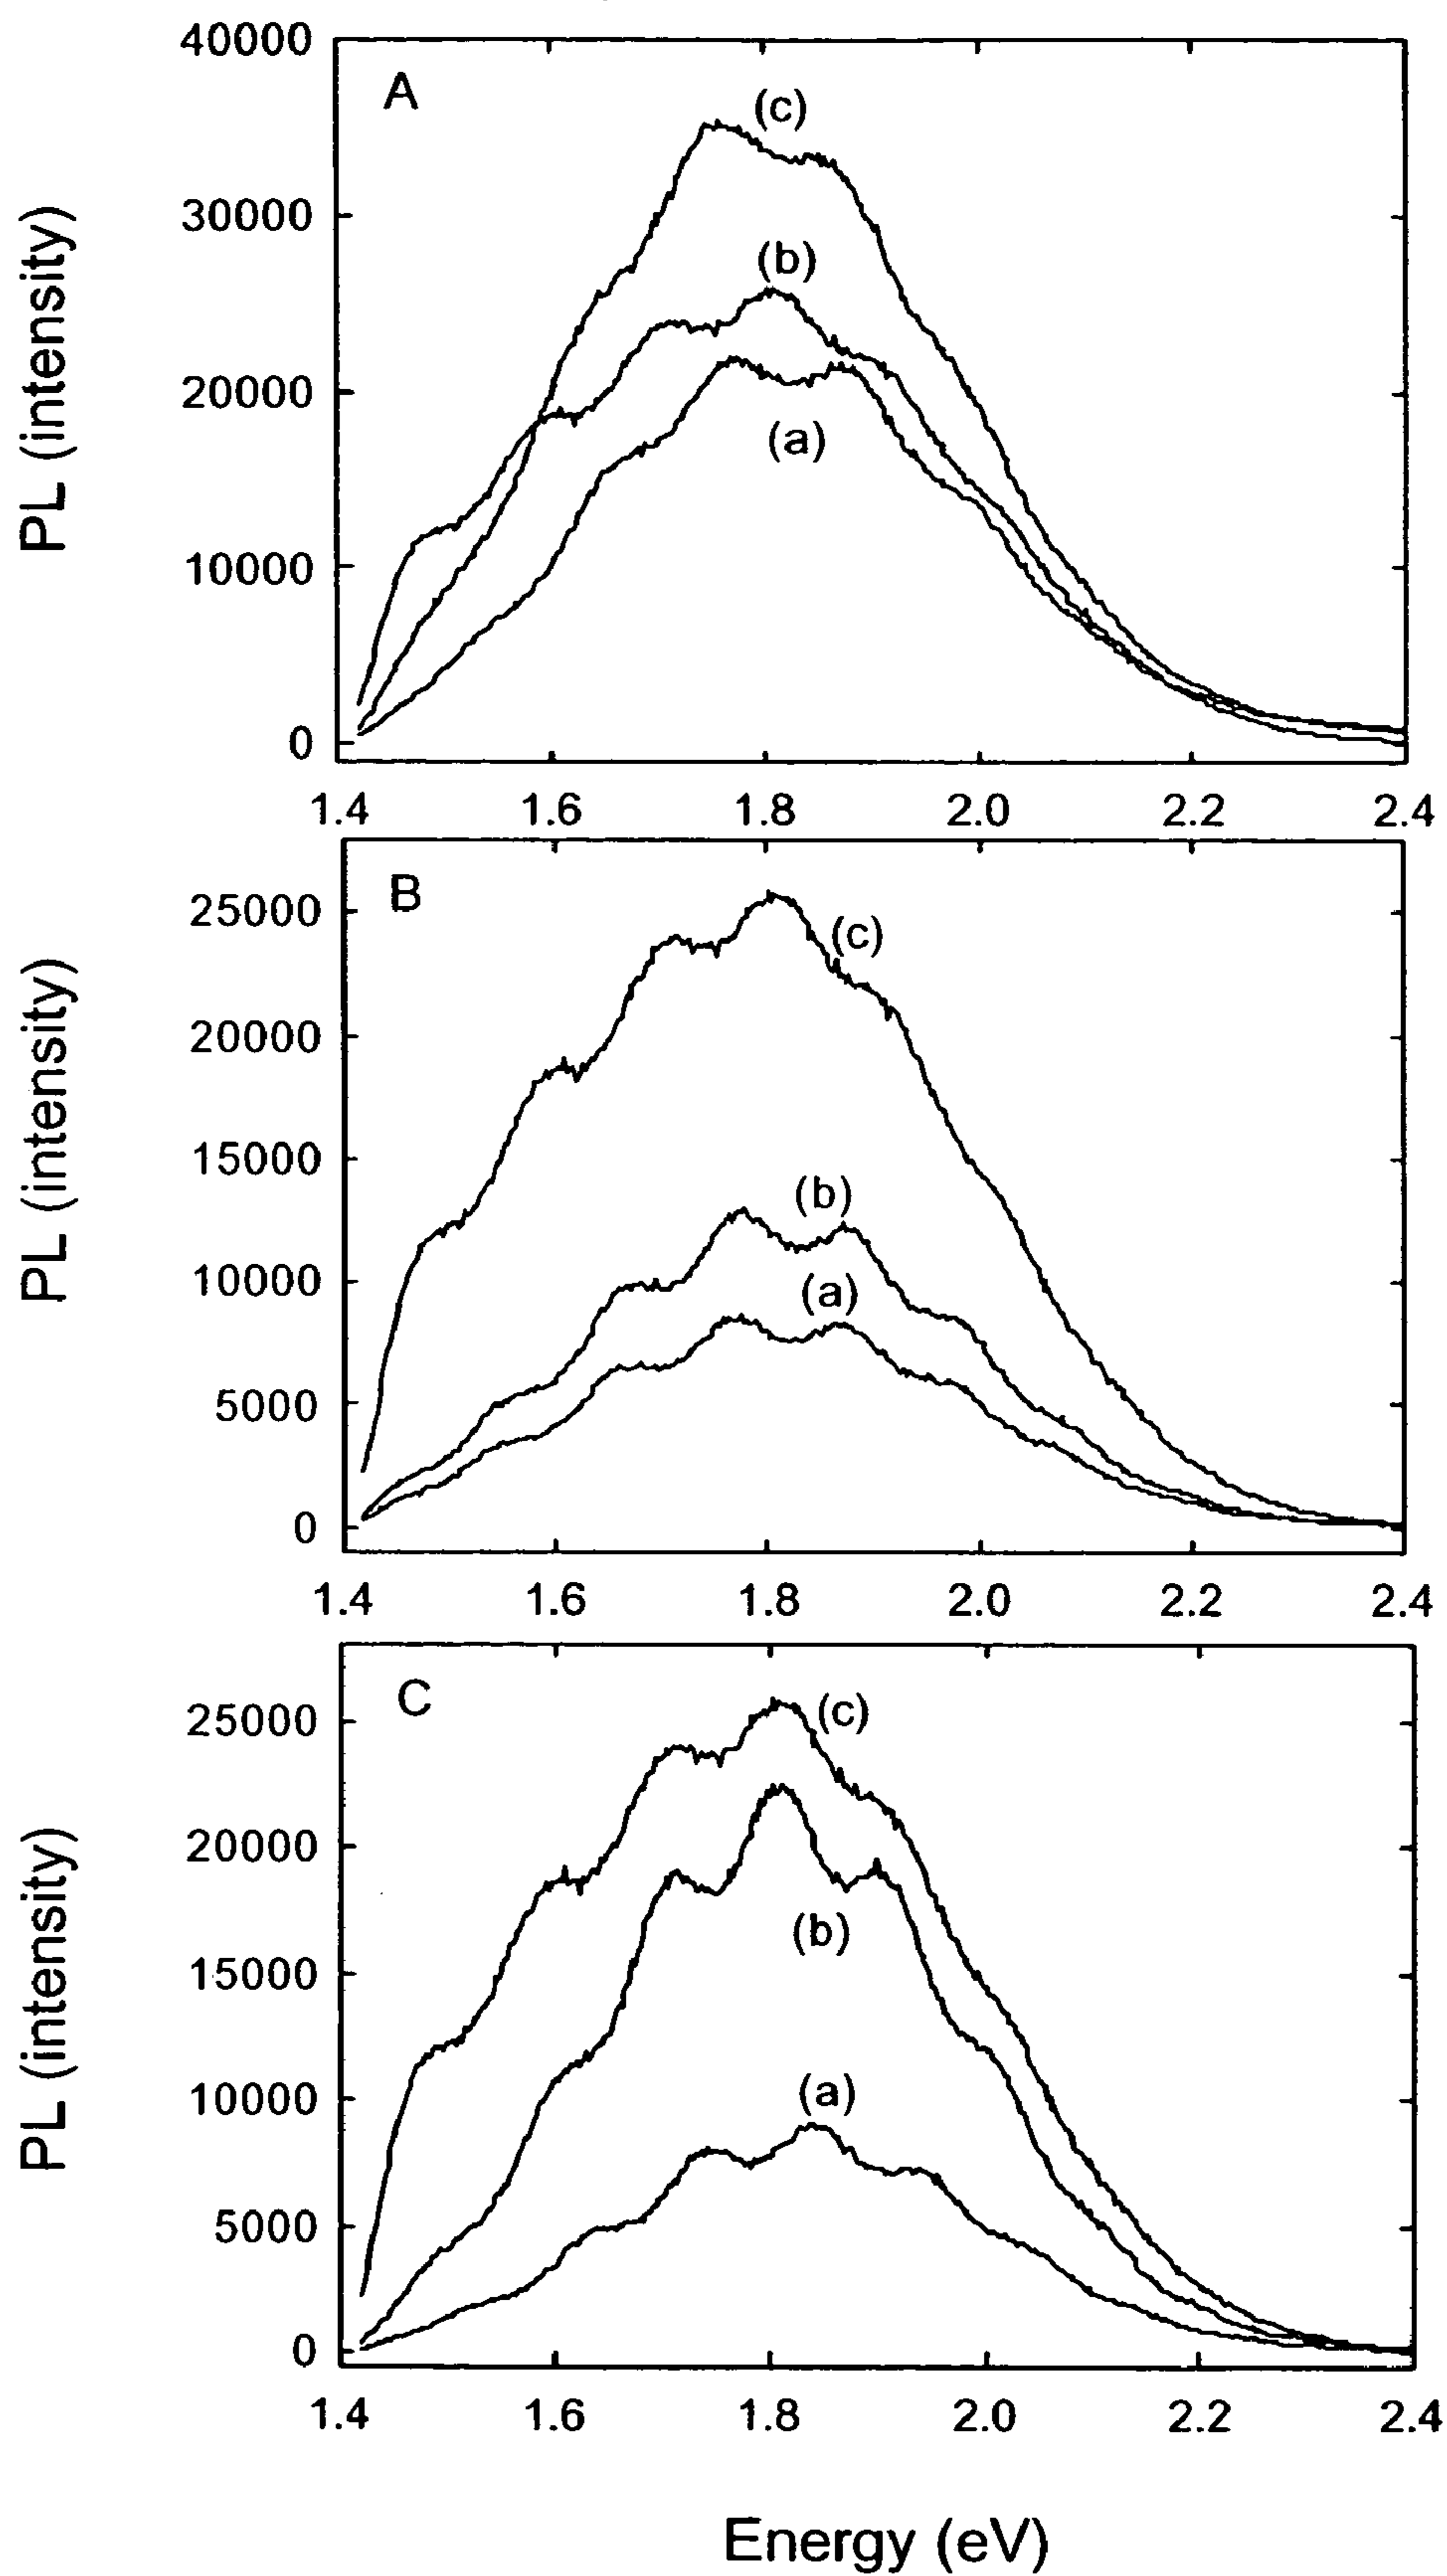 40000
A
(c)
30000
(b)
20000
(a)
10000
0
PL (intensity)
1.4 1.6 1.8 2.0 2.2 2.4
B
25000
(c)
20000
15000
(b)
10000
(a)
5000
0
PL (intensity)
1.4 1.6 1.8 2.0 2.2 2.4
C
25000
(c)
20000
(b)
15000
10000
(a)
5000
0
PL (intensity)
1.4 1.6 1.8 2.0 2.2 2.4
Energy (eV)